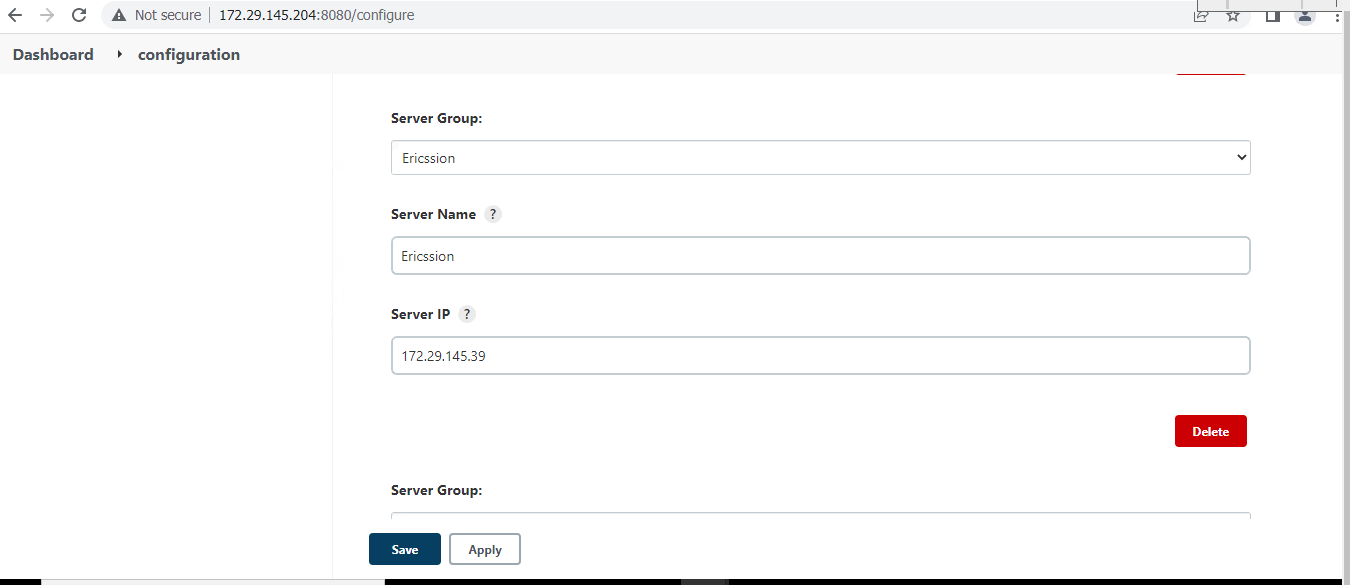 Not secure 172.29.145.204:8080/configure
Dashboard configuration
Server Group:
Ericssion
Server Name ?
Ericssion
Server IP ?
172.29.145.39
Delete
Server Group:
Save Apply